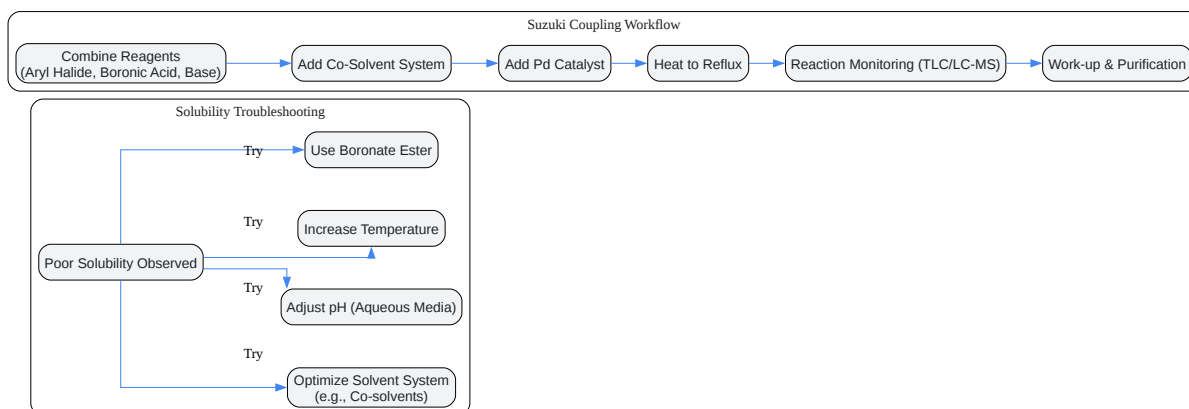 Suzuki Coupling Workflow
Combine Reagents
(Aryl Halide, Boronic Acid, Base)
Add Co-Solvent System
Add Pd Catalyst
Heat to Reflux
Reaction Monitoring (TLC/LC-MS)
Work-up & Purification
Solubility Troubleshooting
Try
Use Boronate Ester
Try
Increase Temperature
Poor Solubility Observed
Try
Adjust pH (Aqueous Media)
Try
Optimize Solvent System
(e.g., Co-solvents)